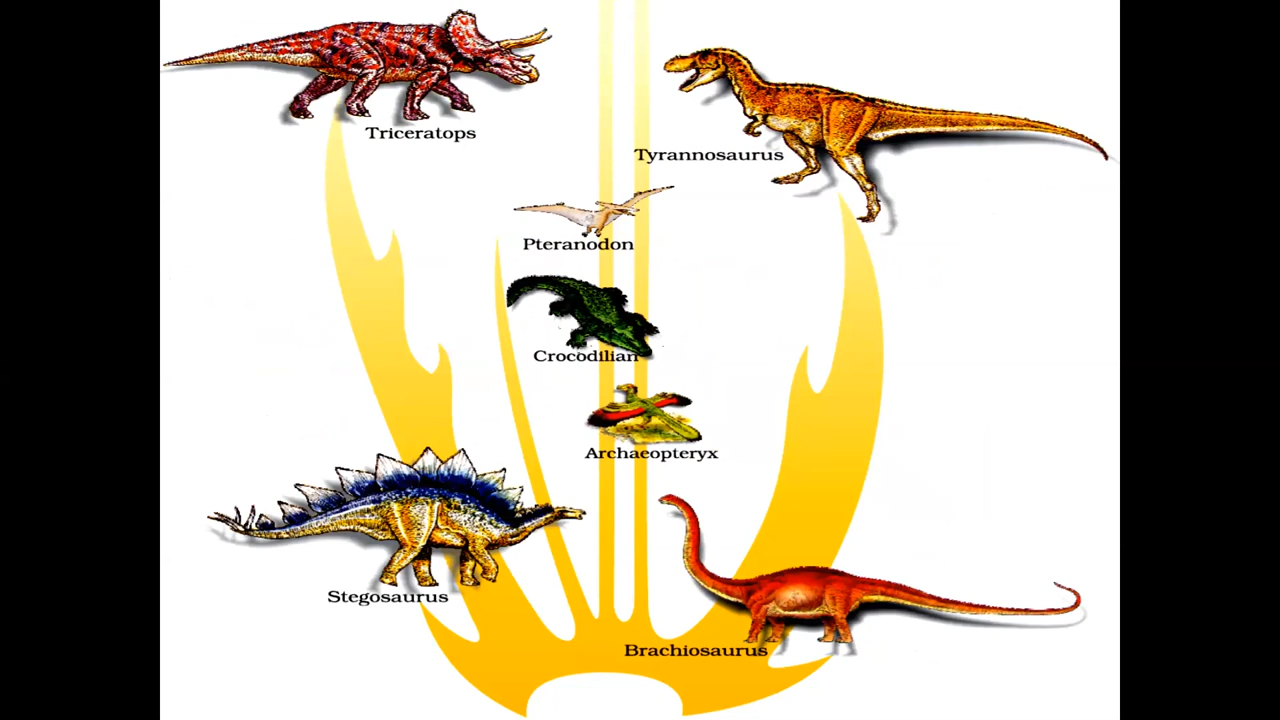 Triceratops
Tyrannosaurus
Pteranodon
Crocodilian
Archaeopteryx
Stegosaurus
Brachiosaurus